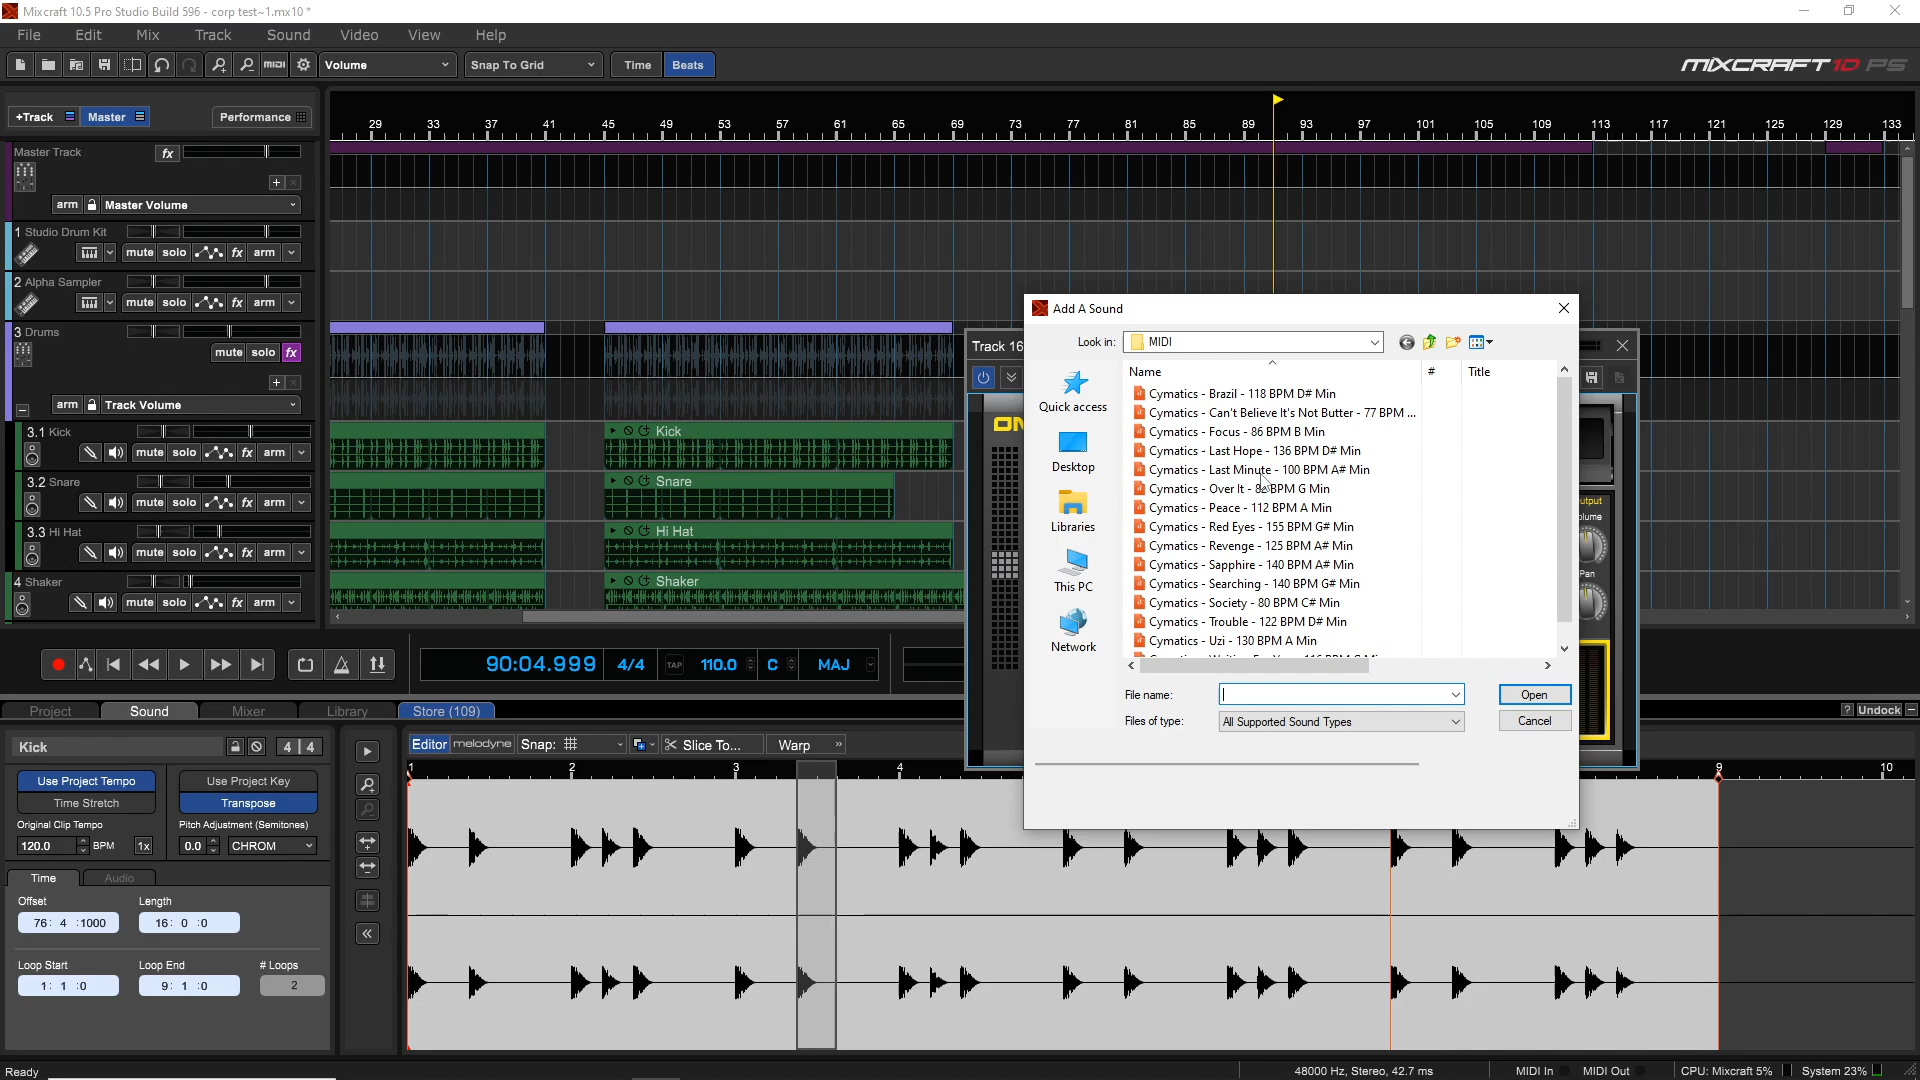 Mixcraft 10.5 Pro Studio Build 596 - corp test~1.mx10 *
File Edit Mix Track Sound Video View Help
MIDI Volume Snap To Grid Time Beats
MIXCRAFT 10 PS
+Track Master Performance
29 33 37 41 45 49 53 57 61 65 69 73 77 81 85 89 93 97 101 105 109 113 117 121 125 129 133
Master Track fx
arm Master Volume
1 Studio Drum Kit
mute solo fx arm
2 Alpha Sampler
mute solo fx arm
3 Drums
mute solo fx
arm Track Volume
3.1 Kick
mute solo fx arm
Kick
3.2 Snare
mute solo fx arm
Snare
3.3 Hi Hat
mute solo fx arm
Hi Hat
4 Shaker
mute solo fx arm
Shaker
Track 16
Add A Sound
Look in: MIDI
Name # Title
Quick access
Desktop
Libraries
This PC
Network
Cymatics - Brazil - 118 BPM D# Min
Cymatics - Can't Believe It's Not Butter - 77 BPM ...
Cymatics - Focus - 86 BPM B Min
Cymatics - Last Hope - 136 BPM D# Min
Cymatics - Last Minute - 100 BPM A# Min
Cymatics - Over It - BPM G Min
Cymatics - Peace - 112 BPM A Min
Cymatics - Red Eyes - 155 BPM G# Min
Cymatics - Revenge - 125 BPM A# Min
Cymatics - Sapphire - 140 BPM A# Min
Cymatics - Searching - 140 BPM G# Min
Cymatics - Society - 80 BPM C# Min
Cymatics - Trouble - 122 BPM D# Min
Cymatics - Uzi - 130 BPM A Min
File name:
Open
Files of type: All Supported Sound Types
Cancel
Pan
90:04.999 4/4 TAP 110.0 C MAJ
Project Sound Mixer Library Store (109)
? Undock
Kick 4 4
Editor melodyne Snap: Slice To... Warp »
1 2 3 4 9 10
Use Project Tempo
Time Stretch
Use Project Key
Transpose
Original Clip Tempo
120.0 BPM 1x
Pitch Adjustment (Semitones)
0.0 CHROM
Time Audio
Offset
76: 4 :1000
Length
16: 0 :0
Loop Start
1: 1 :0
Loop End
9: 1 :0
# Loops
2
Ready
48000 Hz, Stereo, 42.7 ms
MIDI In MIDI Out
CPU: Mixcraft 5% System 23%